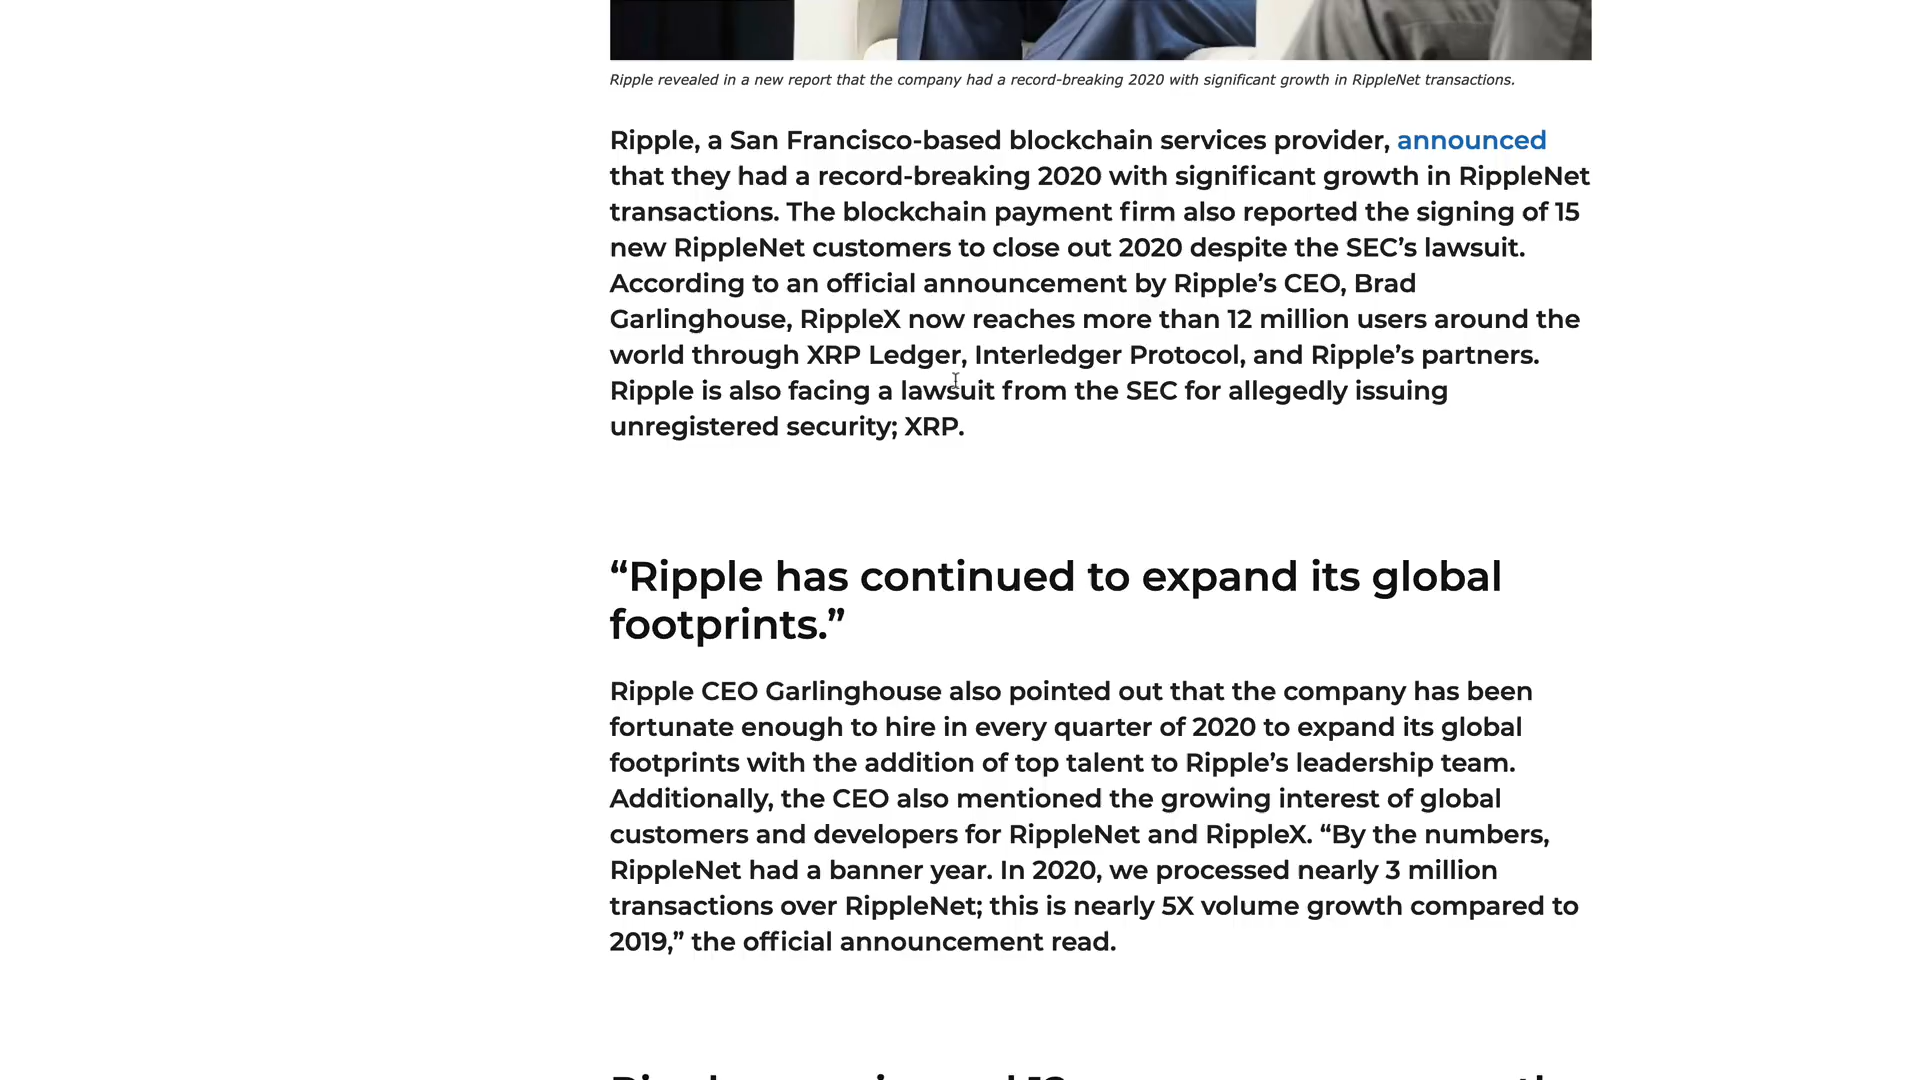 Ripple revealed in a new report that the company had a record-breaking 2020 with significant growth in RippleNet transactions.
Ripple, a San Francisco-based blockchain services provider, announced
that they had a record-breaking 2020 with significant growth in RippleNet
transactions. The blockchain payment firm also reported the signing of 15
new RippleNet customers to close out 2020 despite the SEC’s lawsuit.
According to an official announcement by Ripple’s CEO, Brad
Garlinghouse, RippleX now reaches more than 12 million users around the
world through XRP Ledger, Interledger Protocol, and Ripple’s partners.
Ripple is also facing a lawsuit from the SEC for allegedly issuing
unregistered security; XRP.
“Ripple has continued to expand its global
footprints.”
Ripple CEO Garlinghouse also pointed out that the company has been
fortunate enough to hire in every quarter of 2020 to expand its global
footprints with the addition of top talent to Ripple’s leadership team.
Additionally, the CEO also mentioned the growing interest of global
customers and developers for RippleNet and RippleX. “By the numbers,
RippleNet had a banner year. In 2020, we processed nearly 3 million
transactions over RippleNet; this is nearly 5X volume growth compared to
2019,” the official announcement read.